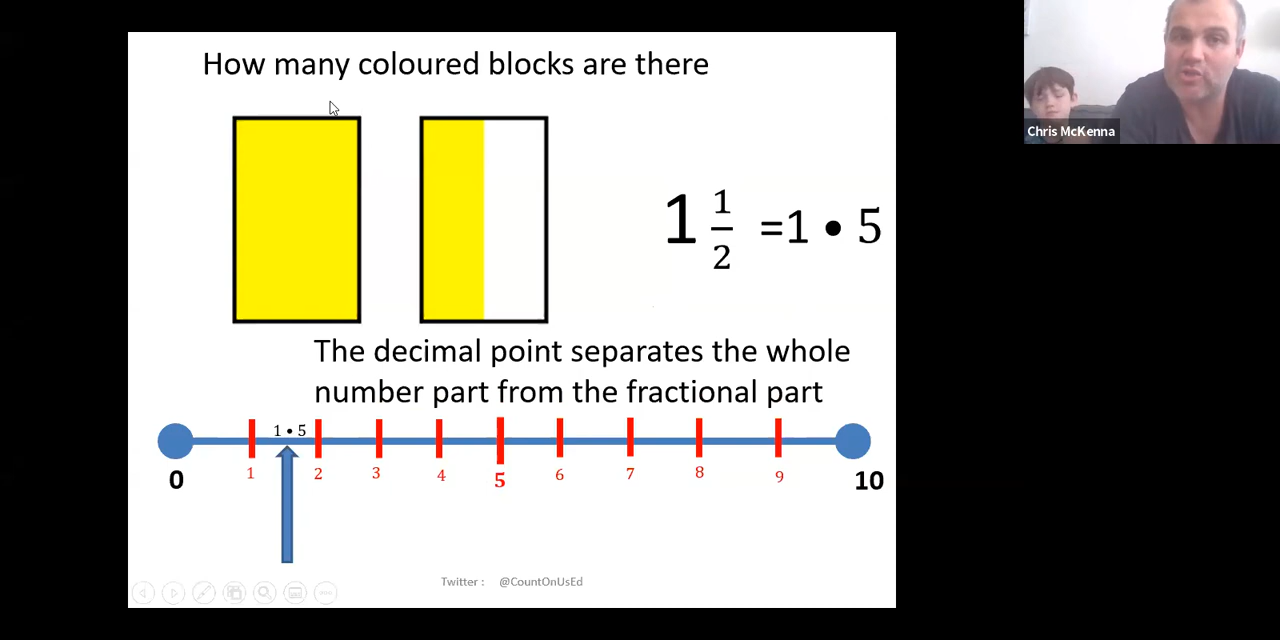 How many coloured blocks are there
Chris McKenna
1 1/2 =1 • 5
The decimal point separates the whole
number part from the fractional part
1 • 5
1 2 3 4 5 6 7 8 9
0 10
Twitter : @CountOnUsEd